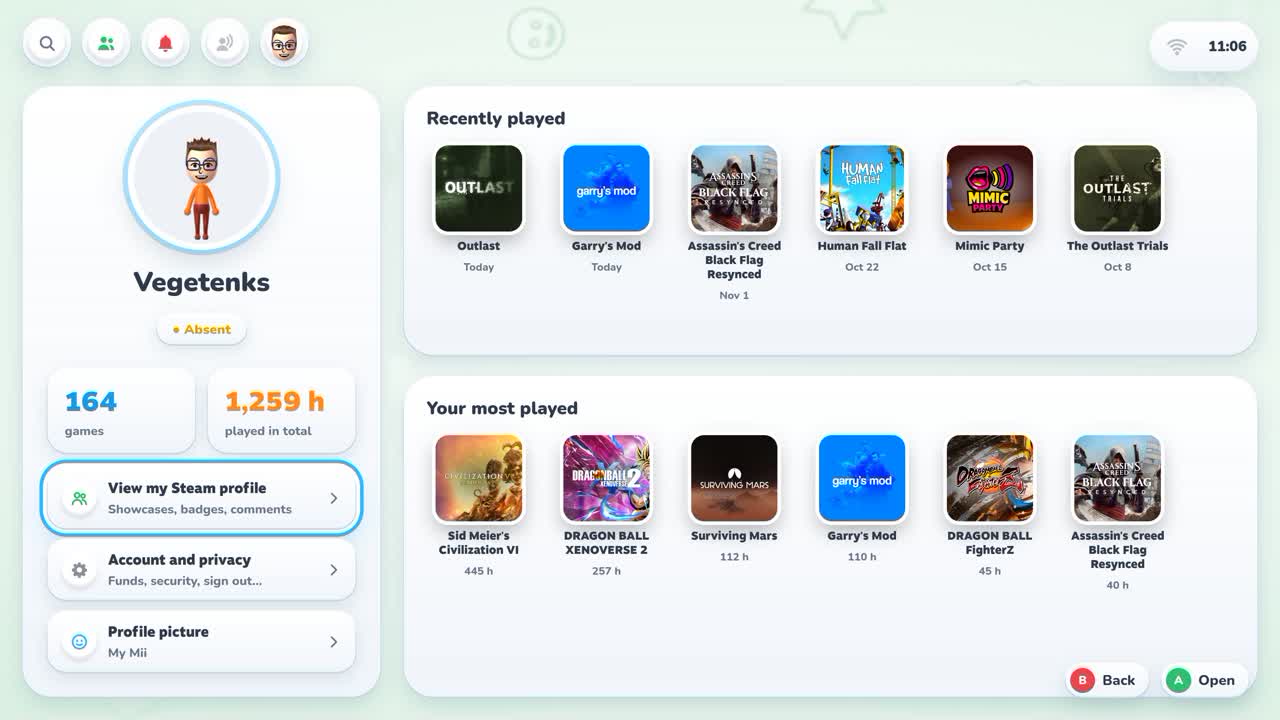 11:06
Vegetenks
Absent
164
games
1,259 h
played in total
View my Steam profile
Showcases, badges, comments
Account and privacy
Funds, security, sign out...
Profile picture
My Mii
Recently played
OUTLAST
garry's mod
ASSASSIN'S
CREED
BLACK FLAG
RESYNCED
HUMAN
fall flat
MIMIC
PARTY
THE
OUTLAST
TRIALS
Outlast
Today
Garry's Mod
Today
Assassin's Creed
Black Flag
Resynced
Nov 1
Human Fall Flat
Oct 22
Mimic Party
Oct 15
The Outlast Trials
Oct 8
Your most played
CIVILIZATION VI
DRAGONBALL
XENOVERSE 2
SURVIVING MARS
garry's mod
DRAGONBALL
FighterZ
ASSASSIN'S
CREED
BLACK FLAG
RESYNCED
Sid Meier's
Civilization VI
445 h
DRAGON BALL
XENOVERSE 2
257 h
Surviving Mars
112 h
Garry's Mod
110 h
DRAGON BALL
FighterZ
45 h
Assassin's Creed
Black Flag
Resynced
40 h
B Back
A Open